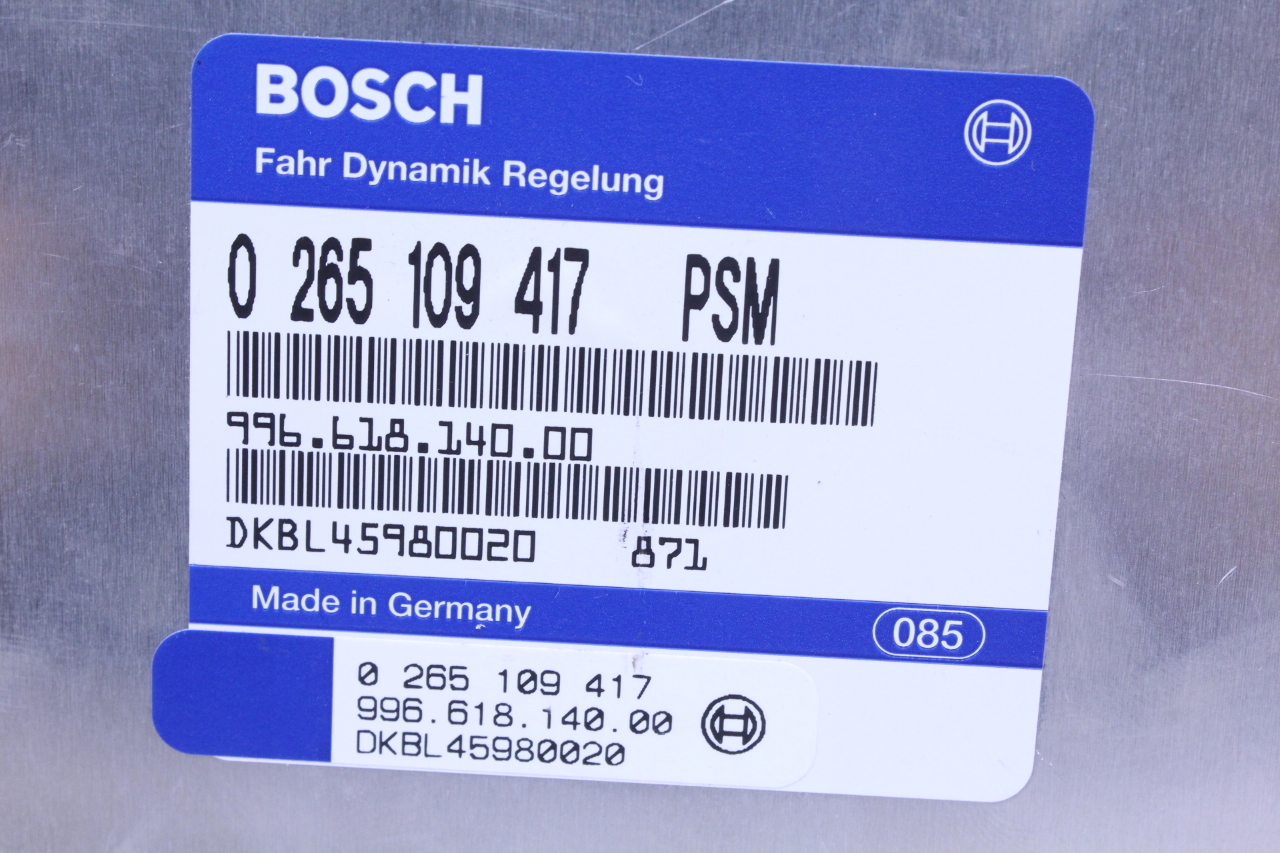 BOSCH
Fahr Dynamik Regelung
0 265 109 417 PSM
996.618.140.00
DKBL45980020 871
Made in Germany
085
0 265 109 417
996.618.140.00
DKBL45980020